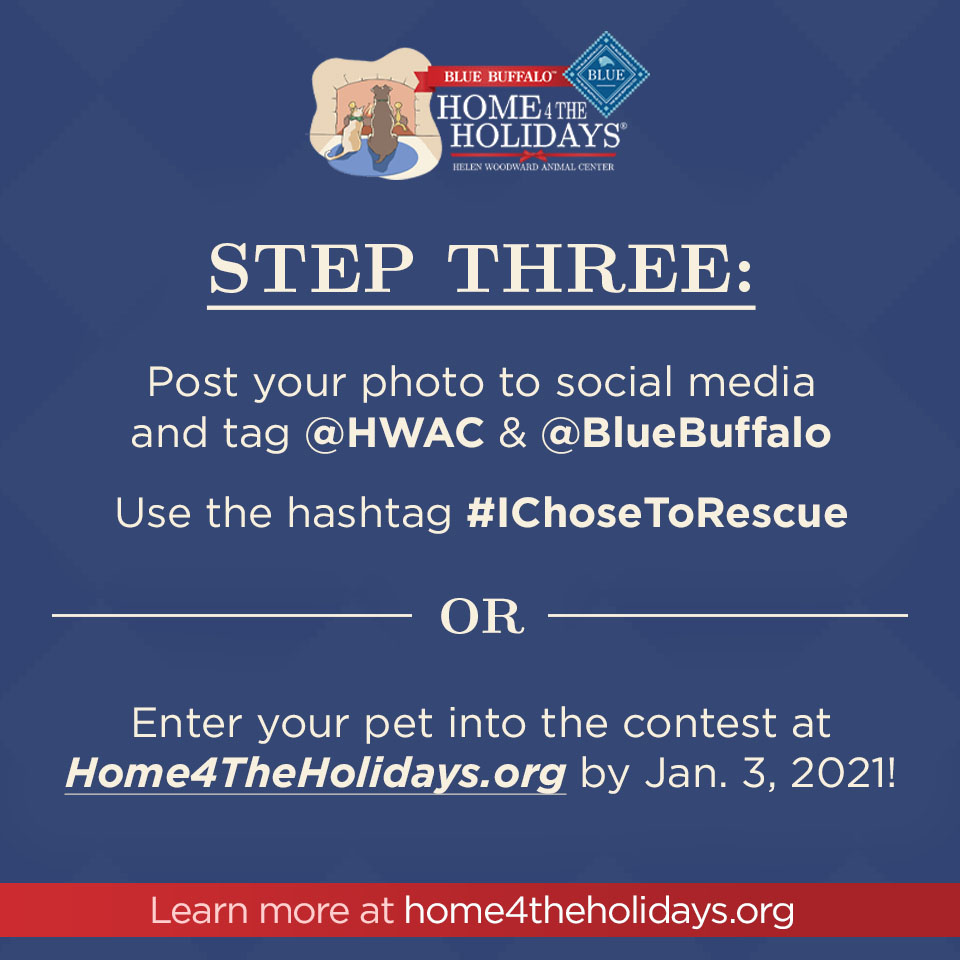 BLUE BUFFALO™
BLUE
HOME 4 THE
HOLIDAYS®
HELEN WOODWARD ANIMAL CENTER
STEP THREE:
Post your photo to social media
and tag @HWAC & @BlueBuffalo
Use the hashtag #IChoseToRescue
OR
Enter your pet into the contest at
Home4TheHolidays.org by Jan. 3, 2021!
Learn more at home4theholidays.org